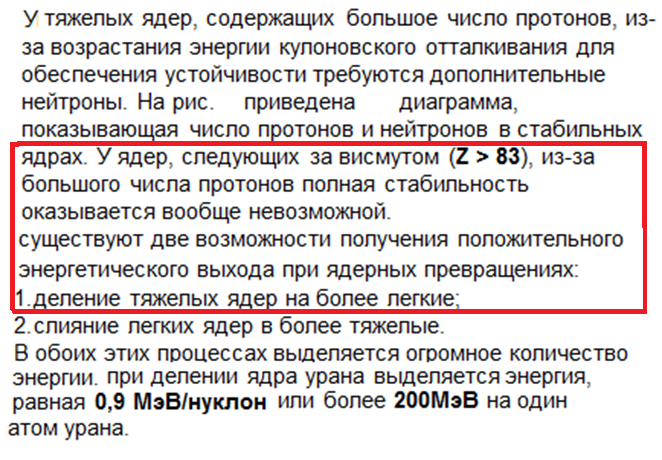 У тяжелых ядер, содержащих большое число протонов, из-
за возрастания энергии кулоновского отталкивания для
обеспечения устойчивости требуются дополнительные
нейтроны. На рис. приведена диаграмма,
показывающая число протонов и нейтронов в стабильных
ядрах. У ядер, следующих за висмутом (Z > 83), из-за
большого числа протонов полная стабильность
оказывается вообще невозможной.
существуют две возможности получения положительного
энергетического выхода при ядерных превращениях:
1.деление тяжелых ядер на более легкие;
2.слияние легких ядер в более тяжелые.
В обоих этих процессах выделяется огромное количество
энергии. при делении ядра урана выделяется энергия,
равная 0,9 МэВ/нуклон или более 200МэВ на один
атом урана.